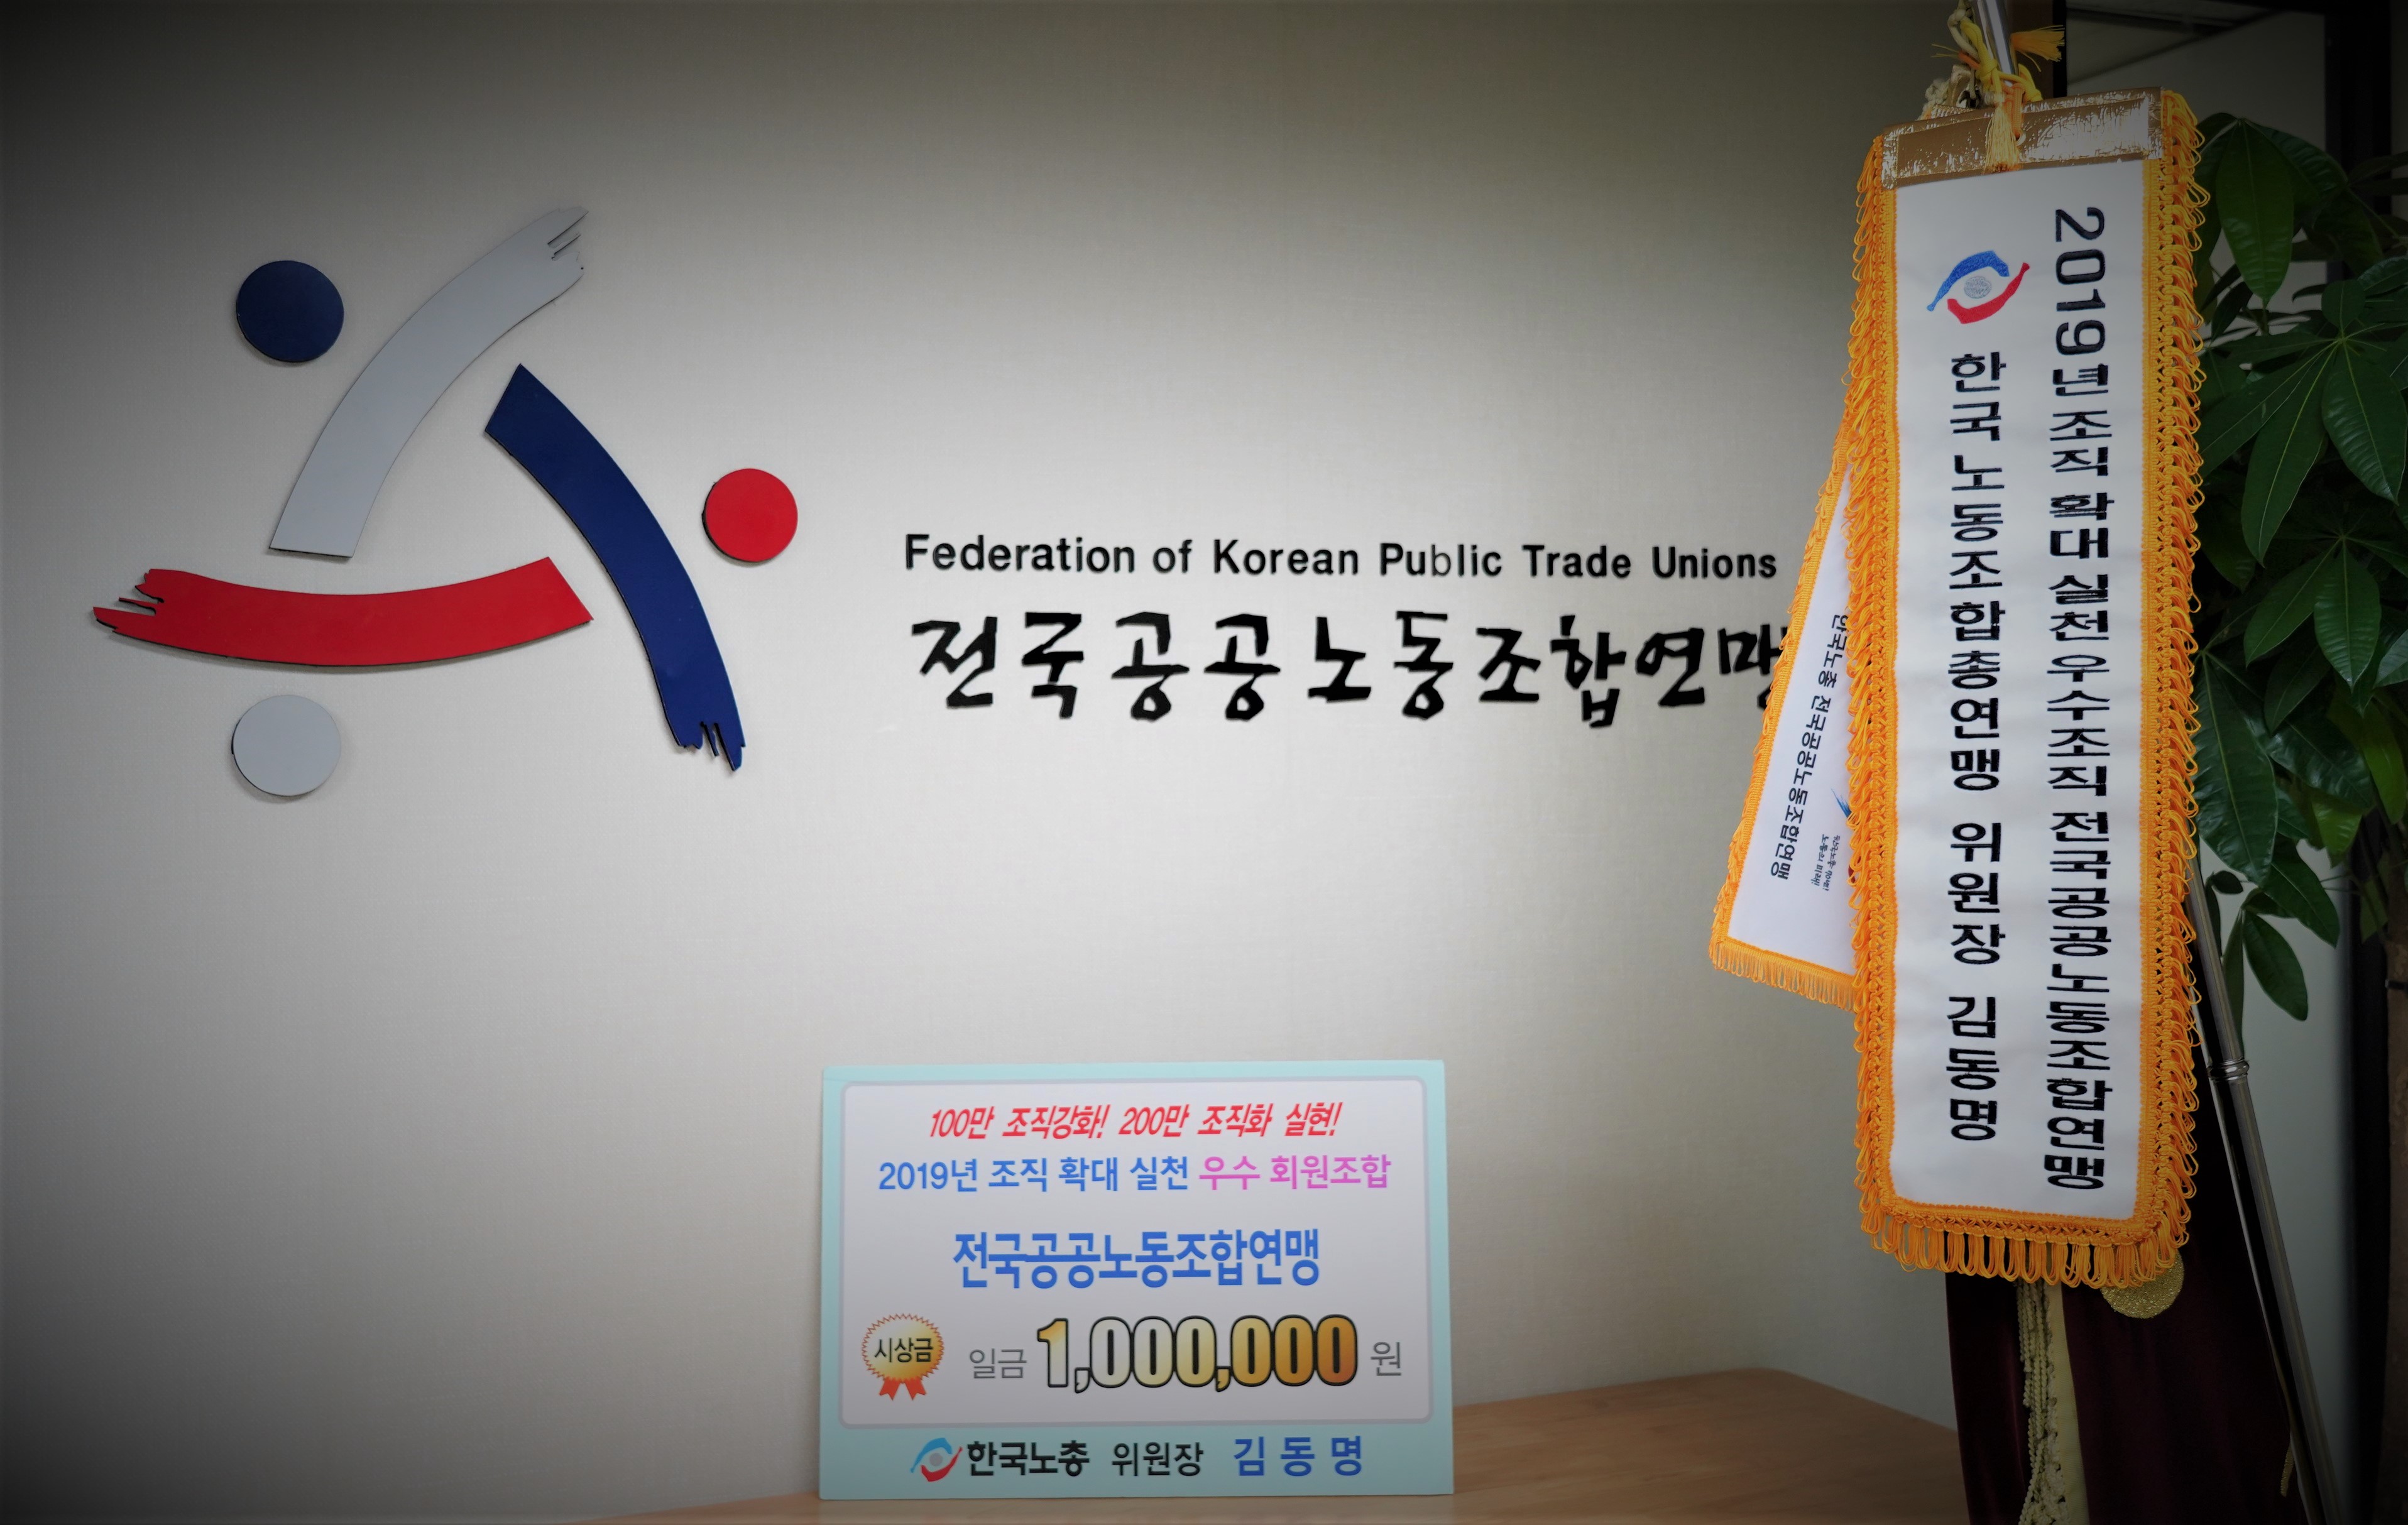 Federation of Korean Public Trade Unions
전국공공노동조합연맹
2019년 조직 확대 실천 우수조직 전국공공노동조합연맹
한국노동조합총연맹 위원장 김동명
한국노총 전국공공노동조합연맹
100만 조직강화! 200만 조직화 실현!
2019년 조직 확대 실천 우수 회원조합
전국공공노동조합연맹
시상금 일금 1,000,000 원
한국노총 위원장 김동명